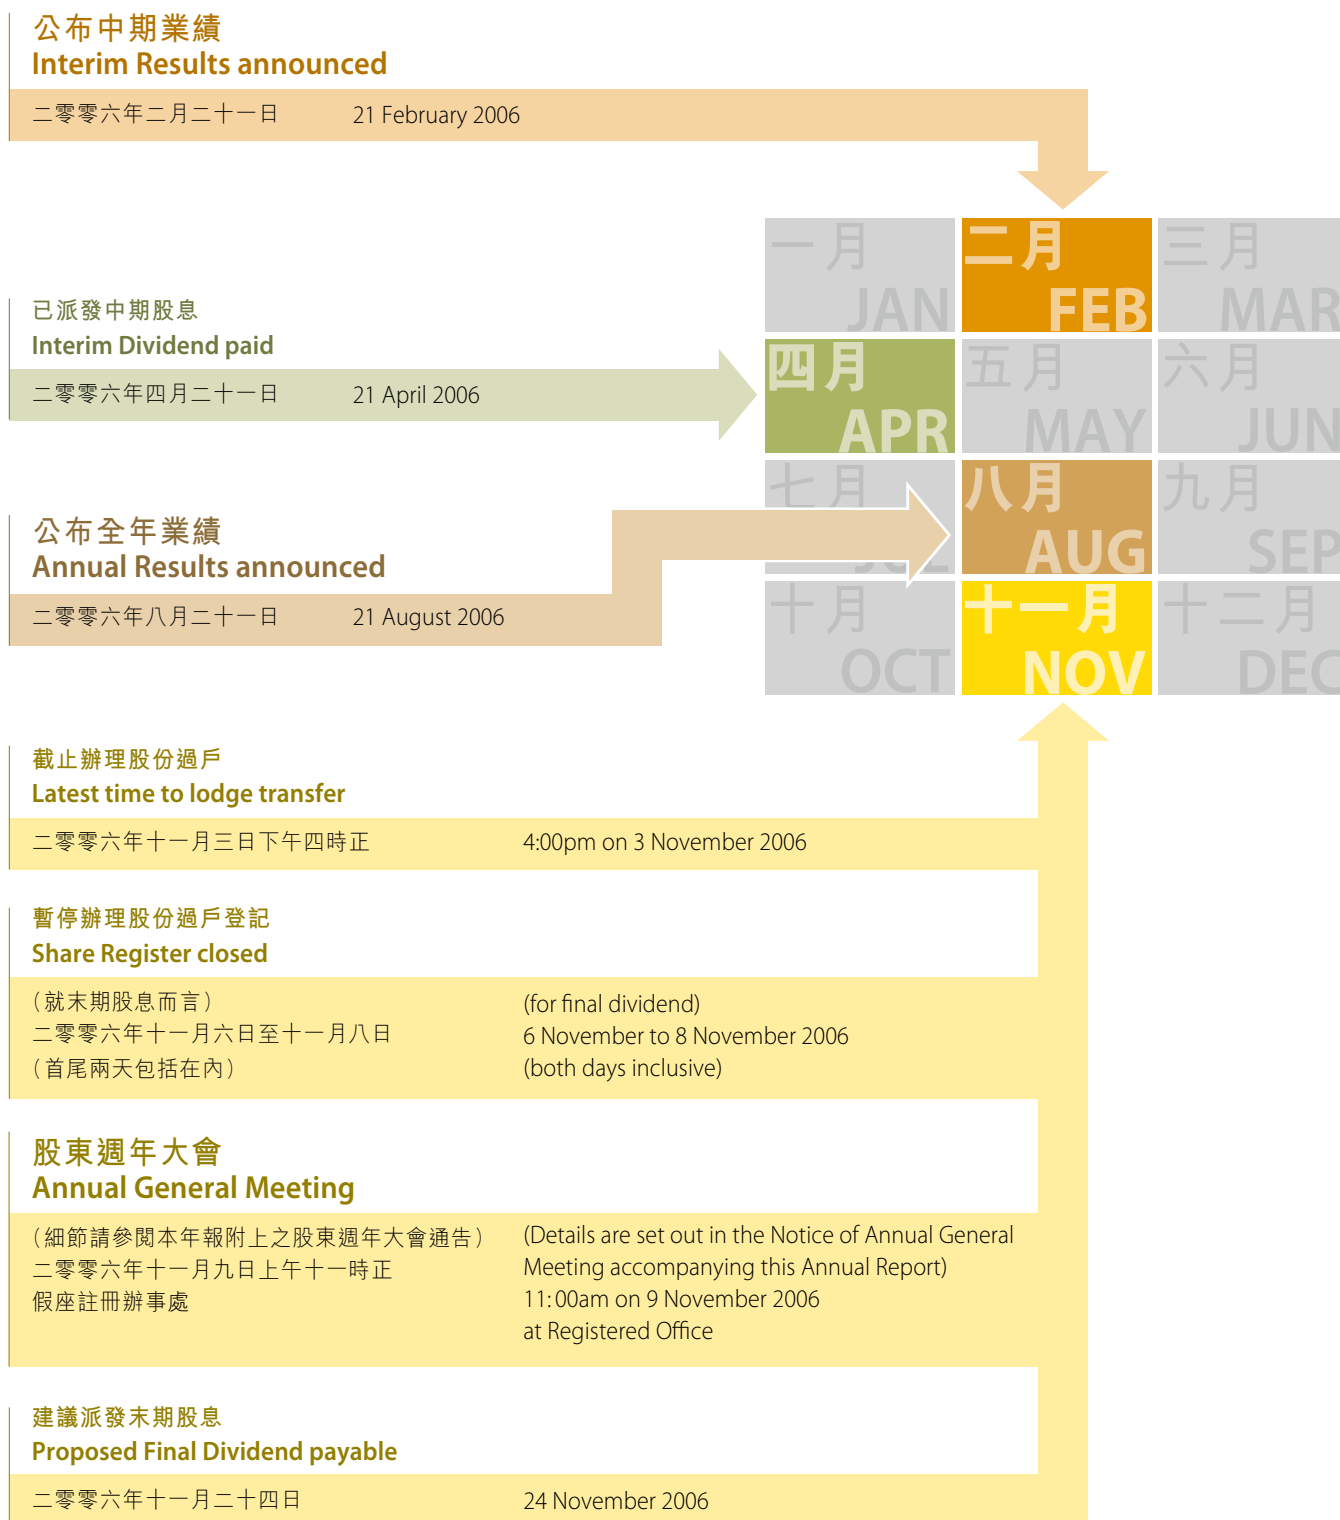 公布中期業績
Interim Results announced
二零零六年二月二十一日 21 February 2006
一月 二月 三月
JAN FEB MAR
已派發中期股息
Interim Dividend paid
二零零六年四月二十一日 21 April 2006
四月 五月 六月
APR MAY JUN
七月 八月 九月
AUG SEP
公布全年業績
Annual Results announced
二零零六年八月二十一日 21 August 2006
十月 十一月 十二月
OCT NOV DEC
截止辦理股份過戶
Latest time to lodge transfer
二零零六年十一月三日下午四時正 4:00pm on 3 November 2006
暫停辦理股份過戶登記
Share Register closed
（就末期股息而言） (for final dividend)
二零零六年十一月六日至十一月八日 6 November to 8 November 2006
（首尾兩天包括在內） (both days inclusive)
股東週年大會
Annual General Meeting
（細節請參閱本年報附上之股東週年大會通告） (Details are set out in the Notice of Annual General
二零零六年十一月九日上午十一時正 Meeting accompanying this Annual Report)
假座註冊辦事處 11:00am on 9 November 2006
at Registered Office
建議派發末期股息
Proposed Final Dividend payable
二零零六年十一月二十四日 24 November 2006